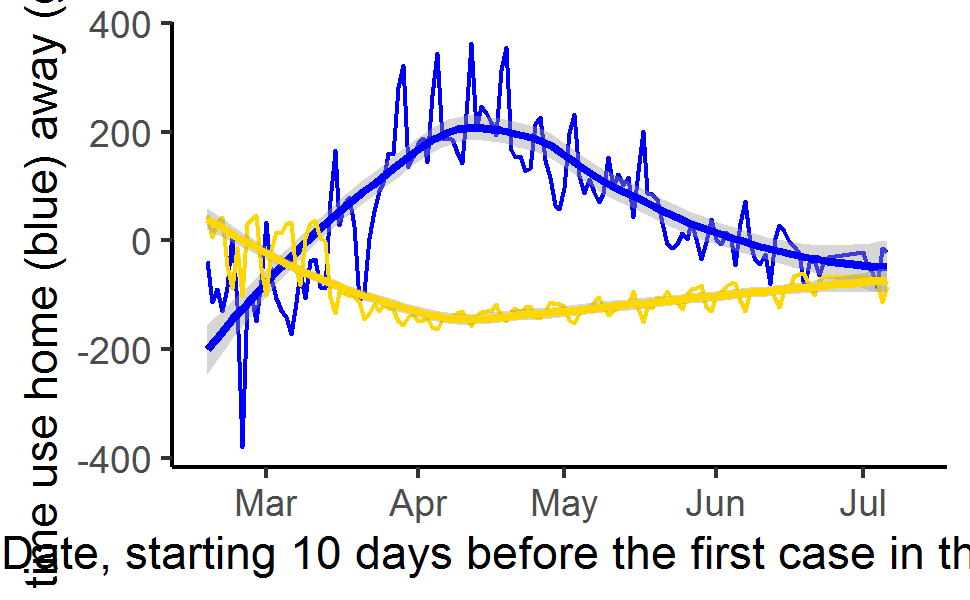 400
200
0
-200
-400
Mar Apr May Jun Jul
time use home (blue) away (
Date, starting 10 days before the first case in th